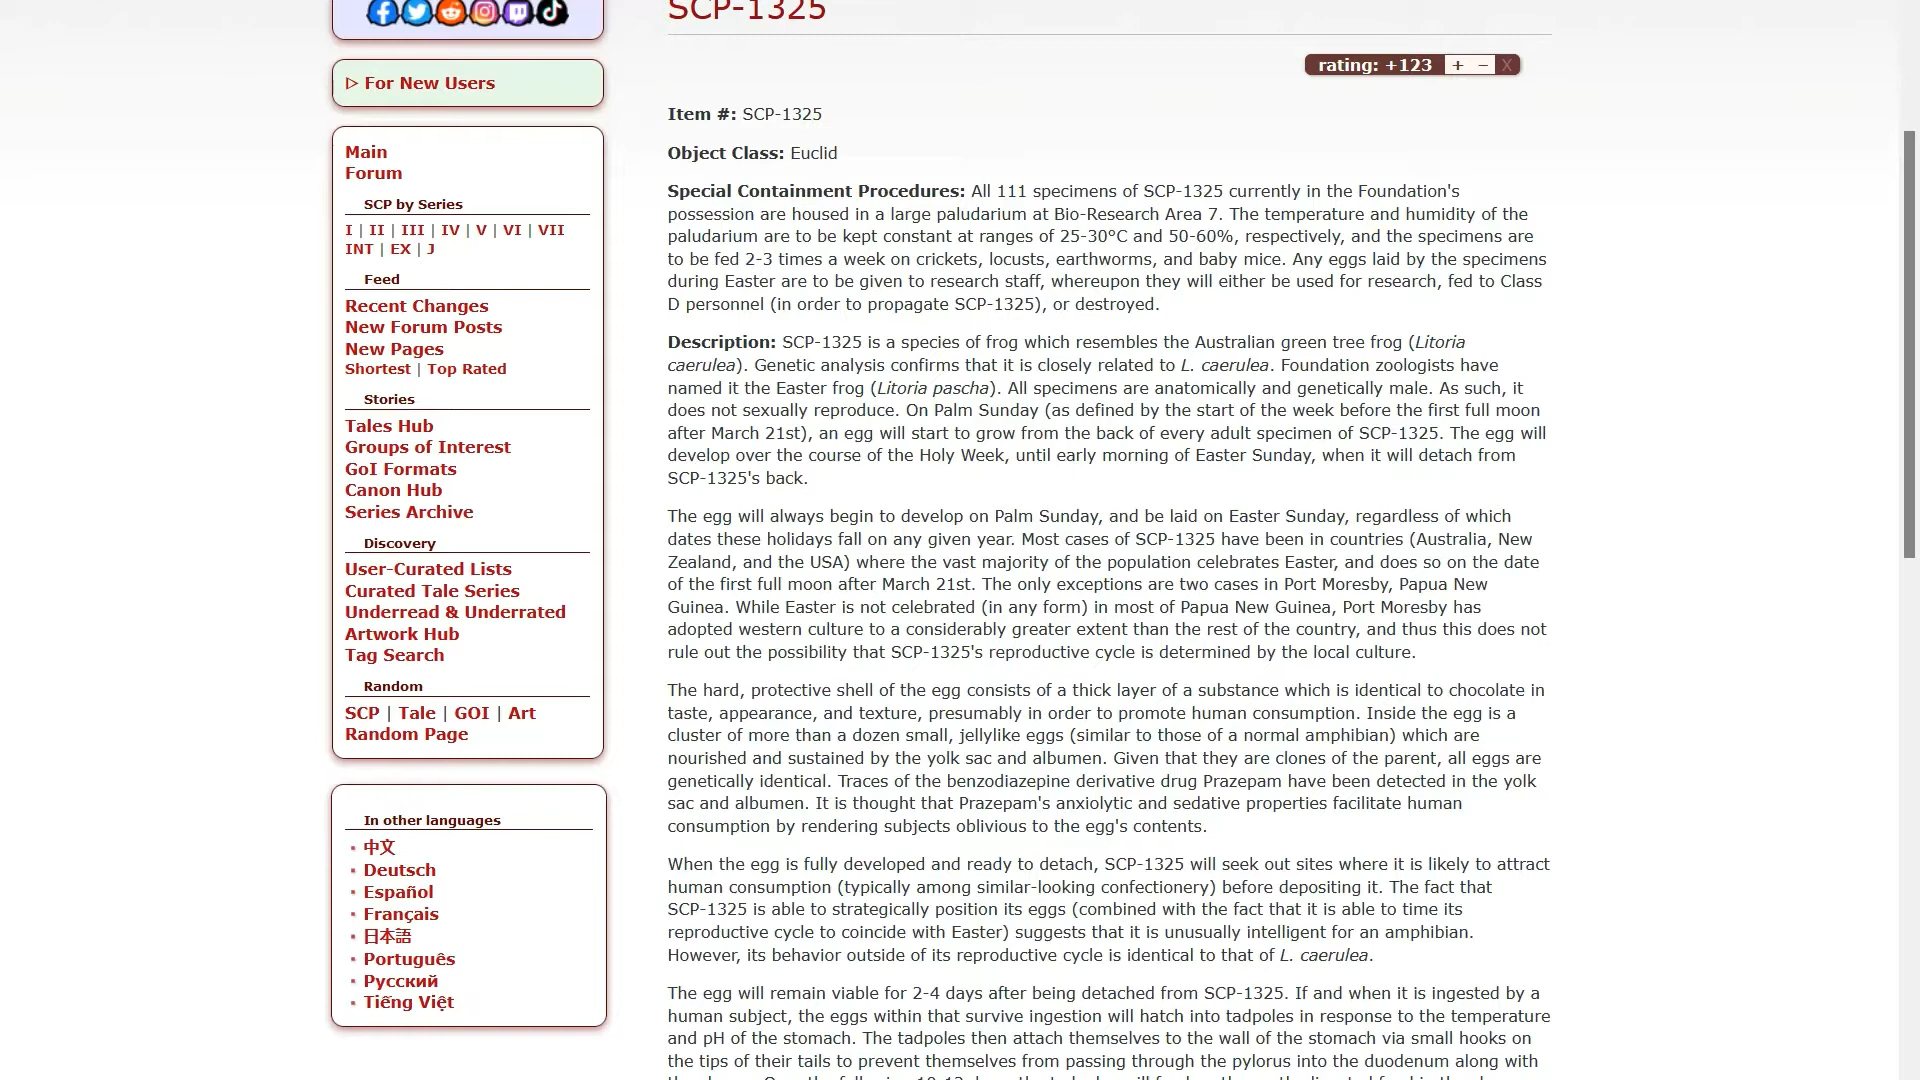 SCP-1325
rating: +123 + − X
▷ For New Users
Main
Forum
SCP by Series
I | II | III | IV | V | VI | VII
INT | EX | J
Feed
Recent Changes
New Forum Posts
New Pages
Shortest | Top Rated
Stories
Tales Hub
Groups of Interest
GoI Formats
Canon Hub
Series Archive
Discovery
User-Curated Lists
Curated Tale Series
Underread & Underrated
Artwork Hub
Tag Search
Random
SCP | Tale | GOI | Art
Random Page
In other languages
中文
Deutsch
Español
Français
日本語
Português
Русский
Tiếng Việt
Item #: SCP-1325
Object Class: Euclid
Special Containment Procedures: All 111 specimens of SCP-1325 currently in the Foundation's
possession are housed in a large paludarium at Bio-Research Area 7. The temperature and humidity of the
paludarium are to be kept constant at ranges of 25-30°C and 50-60%, respectively, and the specimens are
to be fed 2-3 times a week on crickets, locusts, earthworms, and baby mice. Any eggs laid by the specimens
during Easter are to be given to research staff, whereupon they will either be used for research, fed to Class
D personnel (in order to propagate SCP-1325), or destroyed.
Description: SCP-1325 is a species of frog which resembles the Australian green tree frog (Litoria
caerulea). Genetic analysis confirms that it is closely related to L. caerulea. Foundation zoologists have
named it the Easter frog (Litoria pascha). All specimens are anatomically and genetically male. As such, it
does not sexually reproduce. On Palm Sunday (as defined by the start of the week before the first full moon
after March 21st), an egg will start to grow from the back of every adult specimen of SCP-1325. The egg will
develop over the course of the Holy Week, until early morning of Easter Sunday, when it will detach from
SCP-1325's back.
The egg will always begin to develop on Palm Sunday, and be laid on Easter Sunday, regardless of which
dates these holidays fall on any given year. Most cases of SCP-1325 have been in countries (Australia, New
Zealand, and the USA) where the vast majority of the population celebrates Easter, and does so on the date
of the first full moon after March 21st. The only exceptions are two cases in Port Moresby, Papua New
Guinea. While Easter is not celebrated (in any form) in most of Papua New Guinea, Port Moresby has
adopted western culture to a considerably greater extent than the rest of the country, and thus this does not
rule out the possibility that SCP-1325's reproductive cycle is determined by the local culture.
The hard, protective shell of the egg consists of a thick layer of a substance which is identical to chocolate in
taste, appearance, and texture, presumably in order to promote human consumption. Inside the egg is a
cluster of more than a dozen small, jellylike eggs (similar to those of a normal amphibian) which are
nourished and sustained by the yolk sac and albumen. Given that they are clones of the parent, all eggs are
genetically identical. Traces of the benzodiazepine derivative drug Prazepam have been detected in the yolk
sac and albumen. It is thought that Prazepam's anxiolytic and sedative properties facilitate human
consumption by rendering subjects oblivious to the egg's contents.
When the egg is fully developed and ready to detach, SCP-1325 will seek out sites where it is likely to attract
human consumption (typically among similar-looking confectionery) before depositing it. The fact that
SCP-1325 is able to strategically position its eggs (combined with the fact that it is able to time its
reproductive cycle to coincide with Easter) suggests that it is unusually intelligent for an amphibian.
However, its behavior outside of its reproductive cycle is identical to that of L. caerulea.
The egg will remain viable for 2-4 days after being detached from SCP-1325. If and when it is ingested by a
human subject, the eggs within that survive ingestion will hatch into tadpoles in response to the temperature
and pH of the stomach. The tadpoles then attach themselves to the wall of the stomach via small hooks on
the tips of their tails to prevent themselves from passing through the pylorus into the duodenum along with